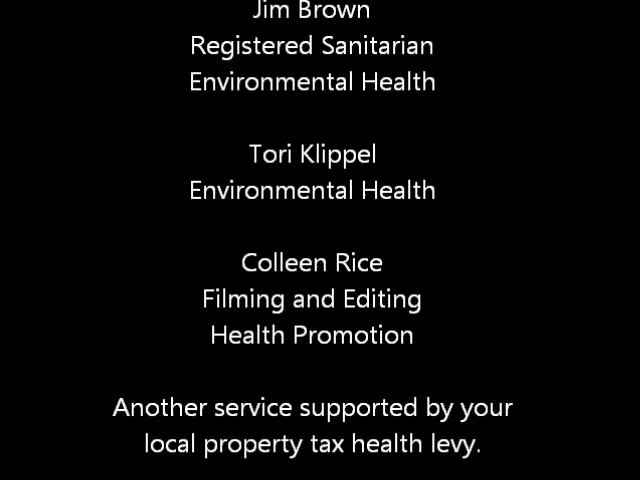 Jim Brown
Registered Sanitarian
Environmental Health
Tori Klippel
Environmental Health
Colleen Rice
Filming and Editing
Health Promotion
Another service supported by your
local property tax health levy.